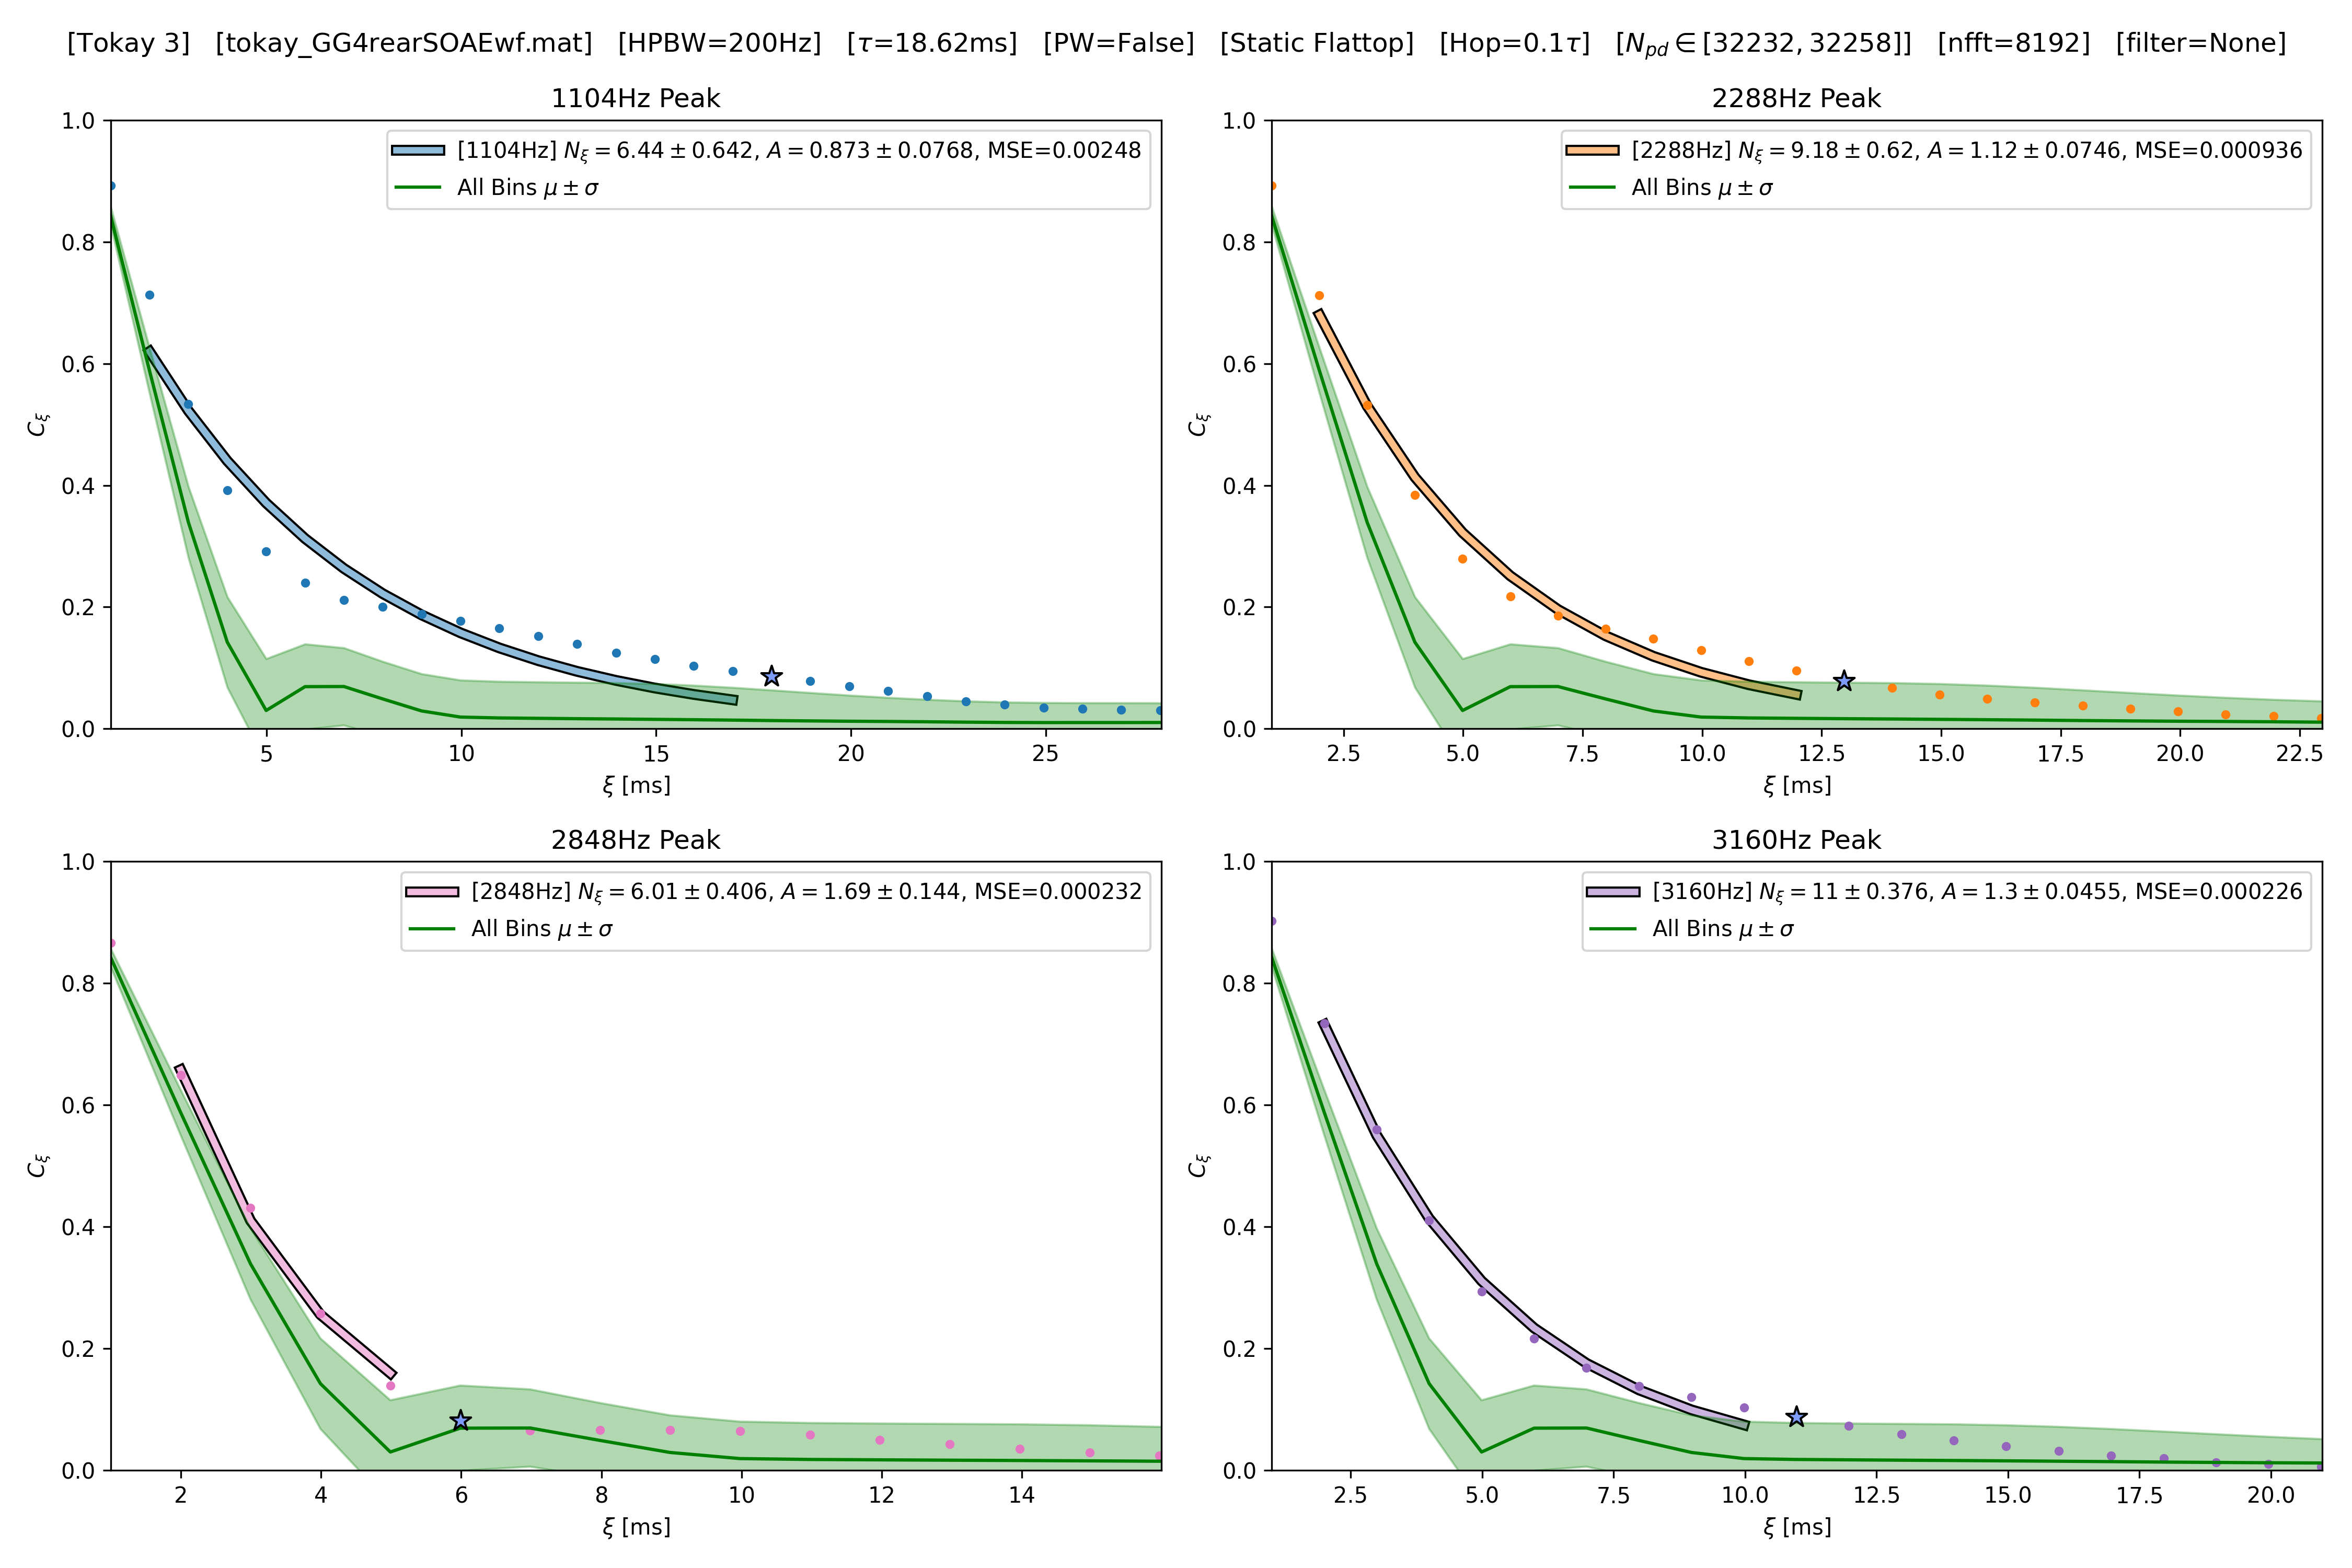 [Tokay 3] [tokay_GG4rearSOAEwf.mat] [HPBW=200Hz] [τ=18.62ms] [PW=False] [Static Flattop] [Hop=0.1τ] [N_pd ∈ [32232, 32258]] [nfft=8192] [filter=None]
1104Hz Peak
[1104Hz] N_ξ = 6.44 ± 0.642, A = 0.873 ± 0.0768, MSE=0.00248
All Bins μ ± σ
1.0
0.8
0.6
0.4
0.2
0.0
C_ξ
5 10 15 20 25
ξ [ms]
2288Hz Peak
[2288Hz] N_ξ = 9.18 ± 0.62, A = 1.12 ± 0.0746, MSE=0.000936
All Bins μ ± σ
1.0
0.8
0.6
0.4
0.2
0.0
C_ξ
2.5 5.0 7.5 10.0 12.5 15.0 17.5 20.0 22.5
ξ [ms]
2848Hz Peak
[2848Hz] N_ξ = 6.01 ± 0.406, A = 1.69 ± 0.144, MSE=0.000232
All Bins μ ± σ
1.0
0.8
0.6
0.4
0.2
0.0
C_ξ
2 4 6 8 10 12 14
ξ [ms]
3160Hz Peak
[3160Hz] N_ξ = 11 ± 0.376, A = 1.3 ± 0.0455, MSE=0.000226
All Bins μ ± σ
1.0
0.8
0.6
0.4
0.2
0.0
C_ξ
2.5 5.0 7.5 10.0 12.5 15.0 17.5 20.0
ξ [ms]